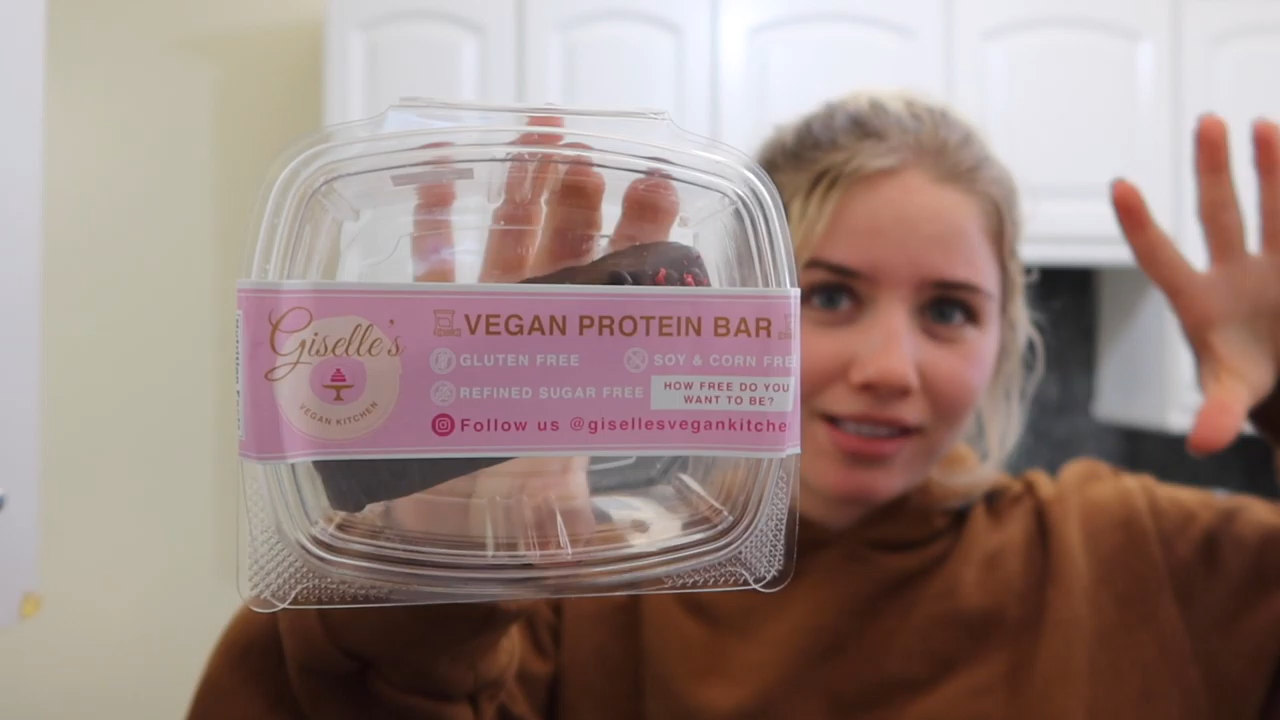 Giselle's
VEGAN KITCHEN
VEGAN PROTEIN BAR
GLUTEN FREE
SOY & CORN FRE
REFINED SUGAR FREE
HOW FREE DO YOU
WANT TO BE?
Follow us @gisellesvegankitche